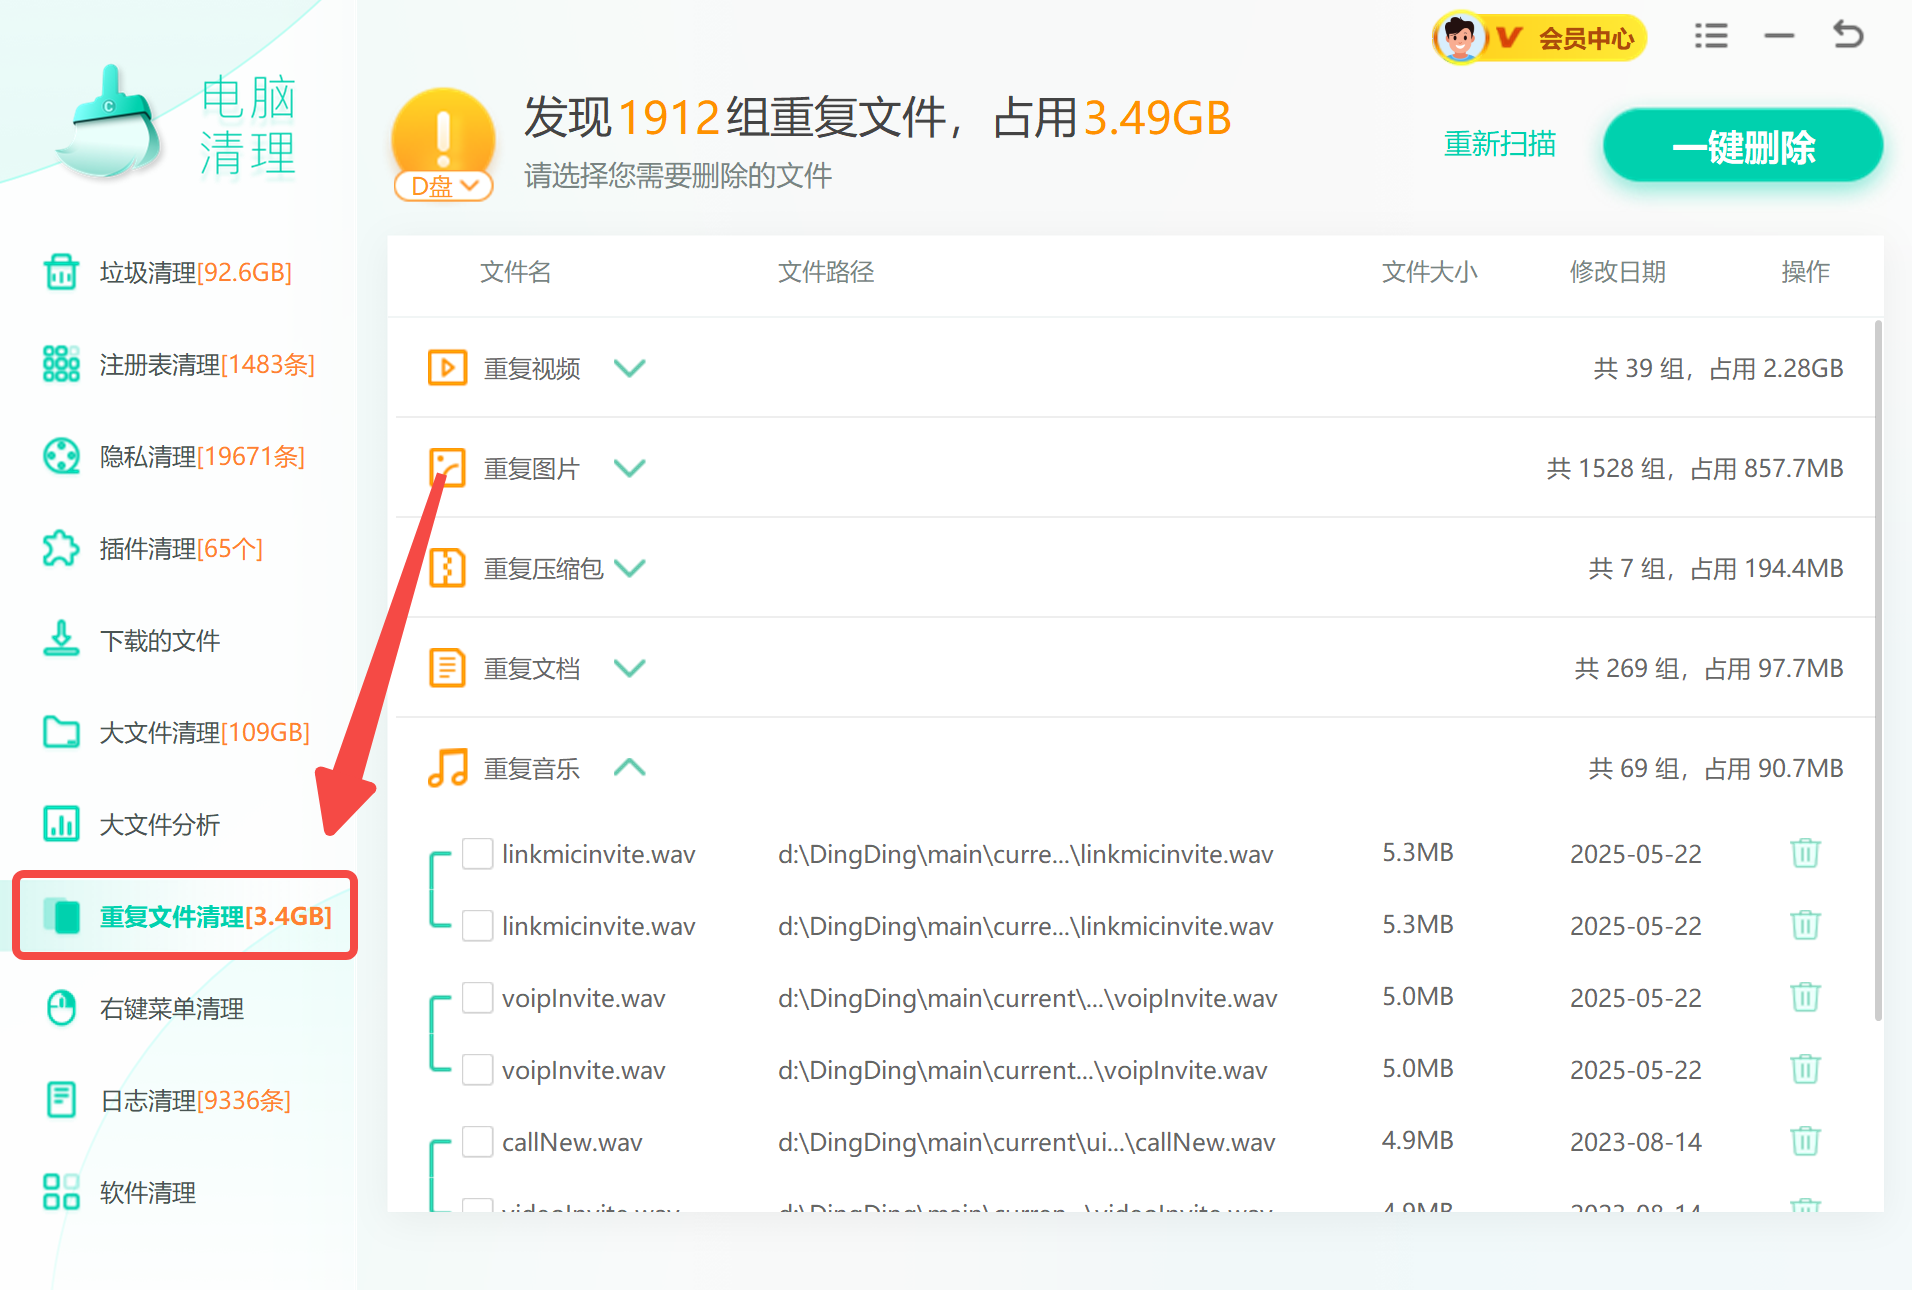 V 会员中心
电脑
清理
发现1912组重复文件，占用3.49GB
请选择您需要删除的文件
D盘
重新扫描
一键删除
垃圾清理[92.6GB]
注册表清理[1483条]
隐私清理[19671条]
插件清理[65个]
下载的文件
大文件清理[109GB]
大文件分析
重复文件清理[3.4GB]
右键菜单清理
日志清理[9336条]
软件清理
文件名 文件路径 文件大小 修改日期 操作
重复视频 共 39 组，占用 2.28GB
重复图片 共 1528 组，占用 857.7MB
重复压缩包 共 7 组，占用 194.4MB
重复文档 共 269 组，占用 97.7MB
重复音乐 共 69 组，占用 90.7MB
linkmicinvite.wav d:\DingDing\main\curre...\linkmicinvite.wav 5.3MB 2025-05-22
linkmicinvite.wav d:\DingDing\main\curre...\linkmicinvite.wav 5.3MB 2025-05-22
voipInvite.wav d:\DingDing\main\current\...\voipInvite.wav 5.0MB 2025-05-22
voipInvite.wav d:\DingDing\main\current...\voipInvite.wav 5.0MB 2025-05-22
callNew.wav d:\DingDing\main\current\ui...\callNew.wav 4.9MB 2023-08-14
videoInvite.wav d:\DingDing\main\curren...\videoInvite.wav 4.9MB 2023-08-14